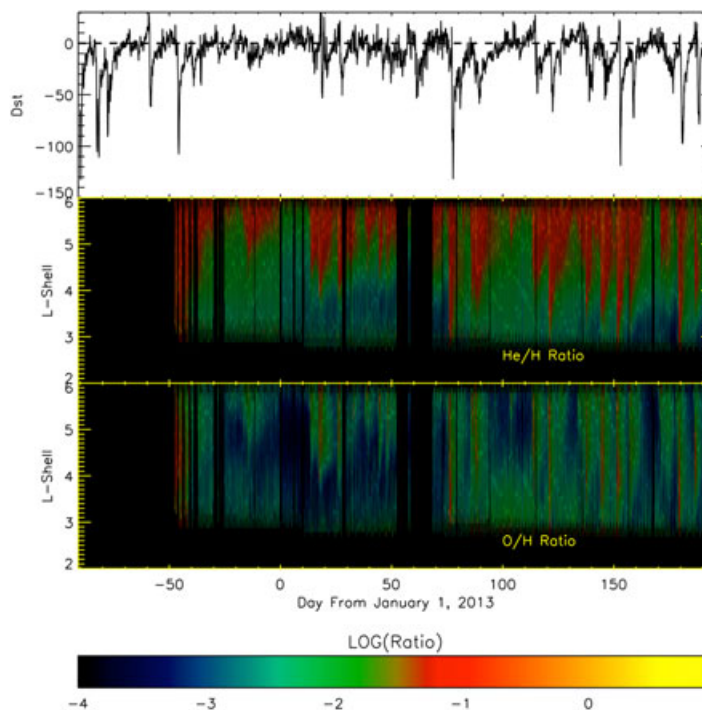 0
−50
−100
−150
Dst
6
5
4
3
2
L−Shell
He/H Ratio
6
5
4
3
2
L−Shell
O/H Ratio
−50 0 50 100 150
Day From January 1, 2013
LOG(Ratio)
−4 −3 −2 −1 0